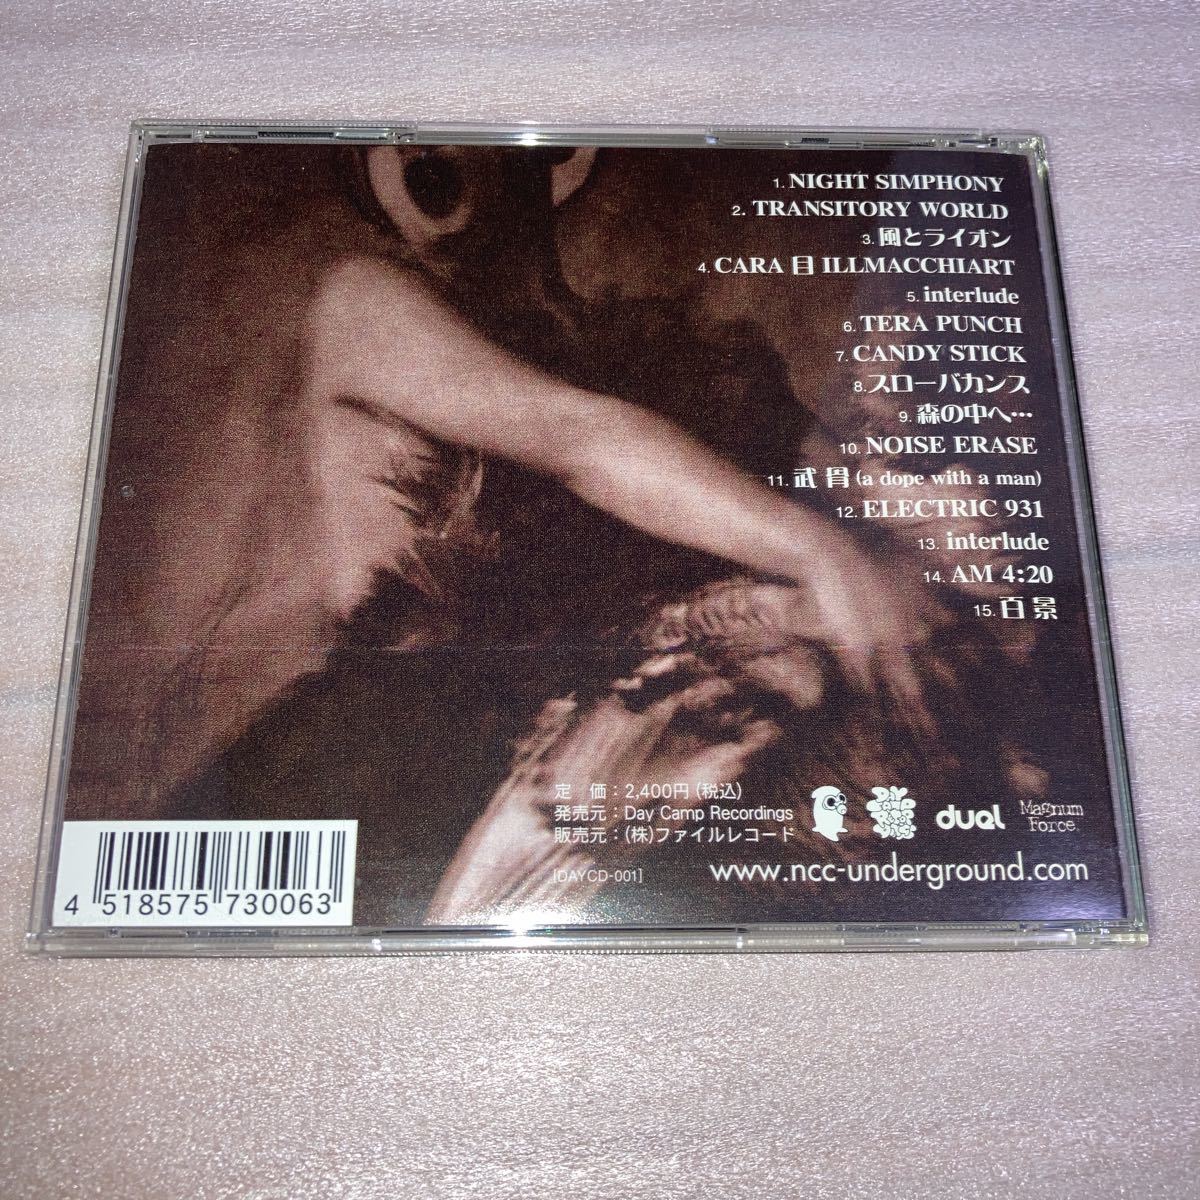 1. NIGHT SIMPHONY
2. TRANSITORY WORLD
3. 風とライオン
4. CARA 目 ILLMACCHIART
5. interlude
6. TERA PUNCH
7. CANDY STICK
8. スローバカンス
9. 森の中へ…
10. NOISE ERASE
11. 武骨 (a dope with a man)
12. ELECTRIC 931
13. interlude
14. AM 4:20
15. 百景
定価：2,400円(税込)
発売元：Day Camp Recordings
販売元：(株)ファイルレコード
duel
Magnum Force
[DAYCD-001]
www.ncc-underground.com
4 518575 730063